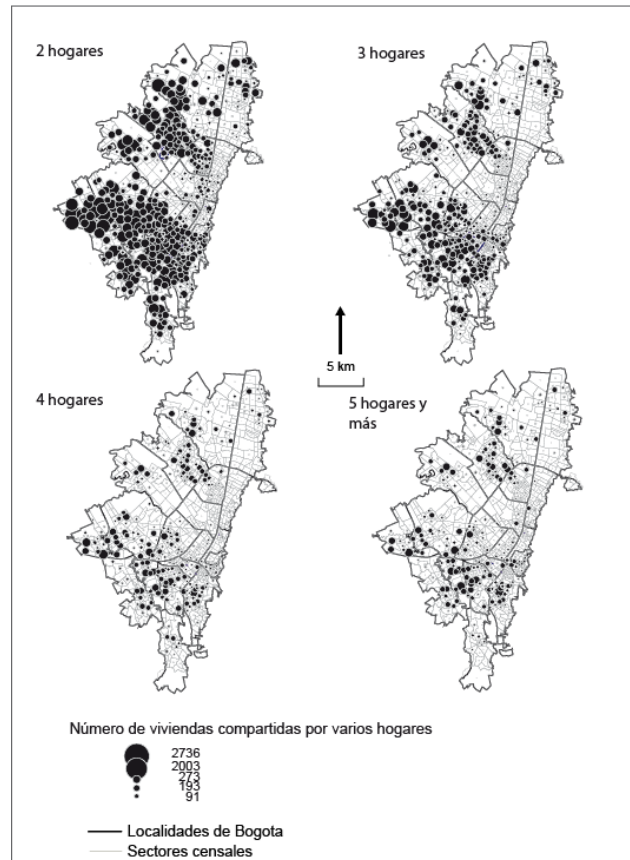 2 hogares
3 hogares
5 km
4 hogares
5 hogares y
más
Número de viviendas compartidas por varios hogares
2736
2003
273
193
91
Localidades de Bogota
Sectores censales